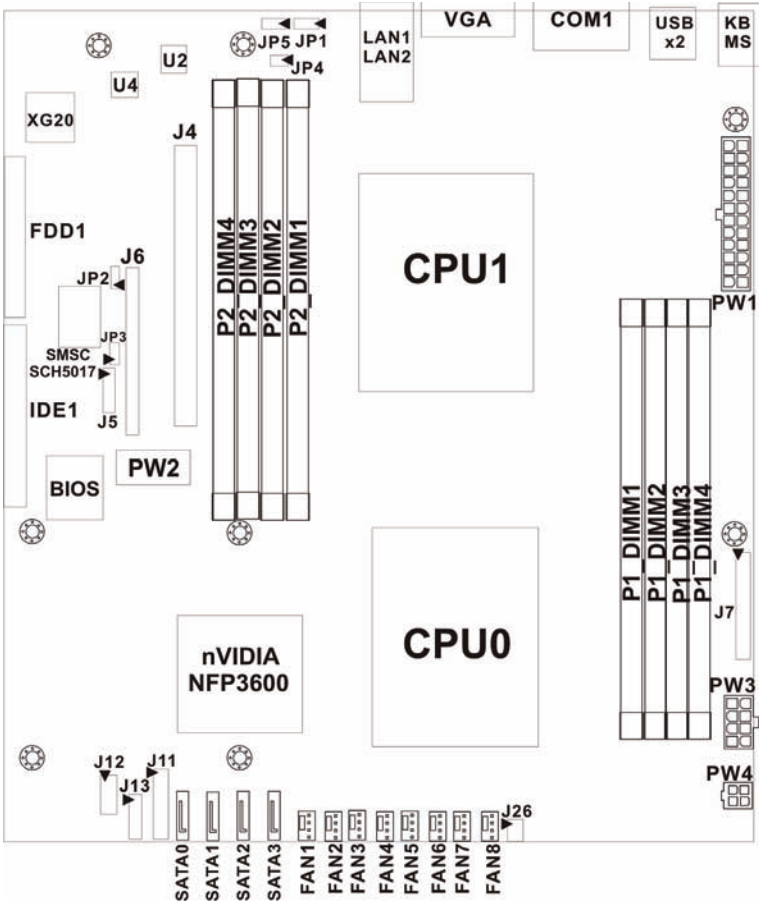 JP5 JP1
JP4
LAN1
LAN2
VGA
COM1
USB
x2
KB
MS
U2
U4
XG20
J4
FDD1
J6
JP2
JP3
SMSC
SCH5017
J5
IDE1
PW2
BIOS
P2_DIMM4
P2_DIMM3
P2_DIMM2
P2_DIMM1
CPU1
PW1
P1_DIMM1
P1_DIMM2
P1_DIMM3
P1_DIMM4
J7
CPU0
nVIDIA
NFP3600
PW3
PW4
J12
J13
J11
SATA0
SATA1
SATA2
SATA3
FAN1
FAN2
FAN3
FAN4
FAN5
FAN6
FAN7
FAN8
J26